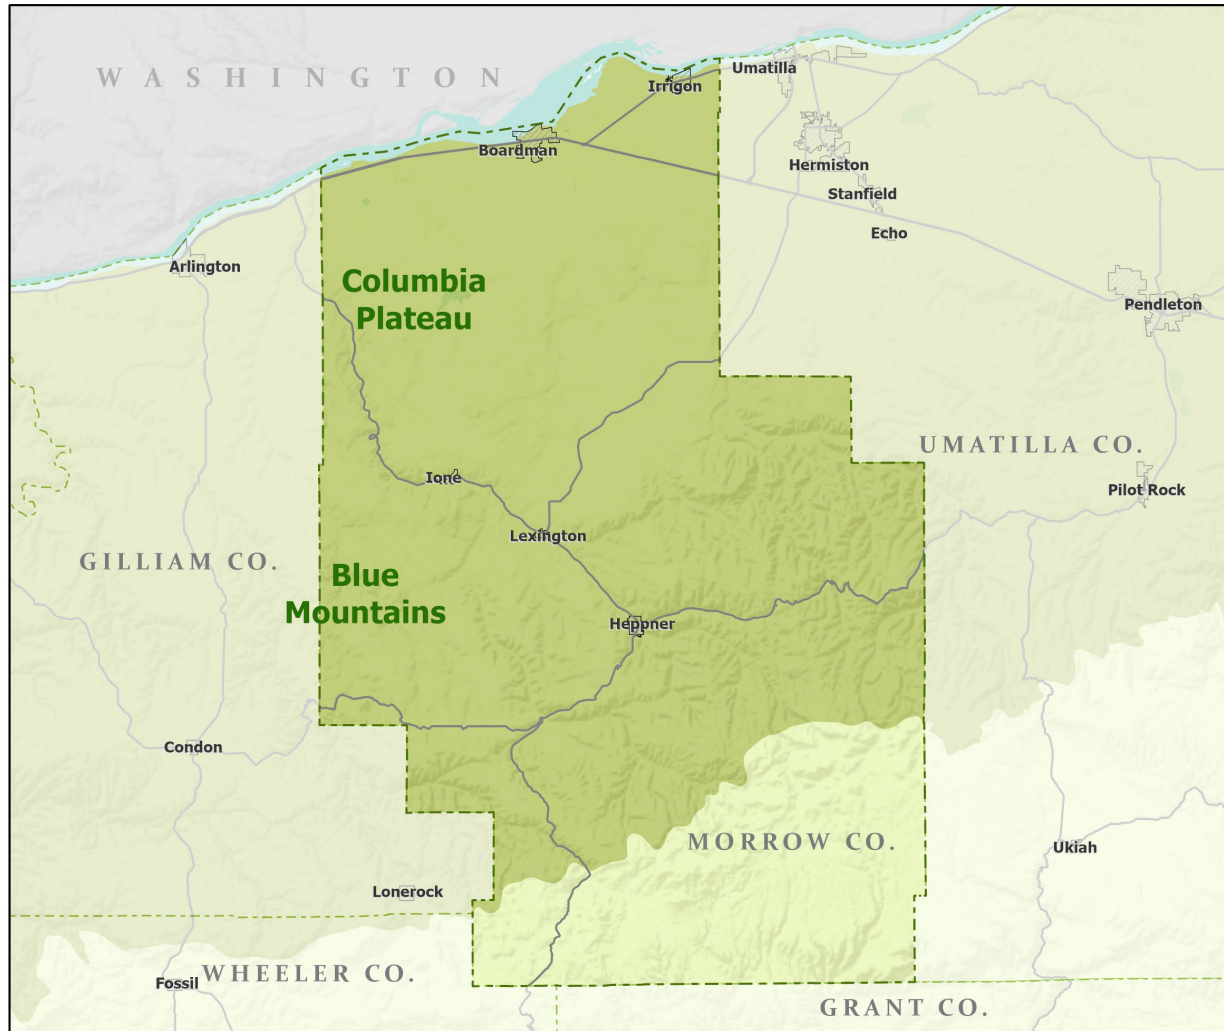 WASHINGTON
Umatilla
Irrigon
Boardman
Hermiston
Stanfield
Echo
Arlington
Columbia
Plateau
Pendleton
UMATILLA CO.
Ione
Pilot Rock
Lexington
GILLIAM CO.
Blue
Mountains
Heppner
Condon
MORROW CO.
Ukiah
Lonerock
WHEELER CO.
Fossil
GRANT CO.